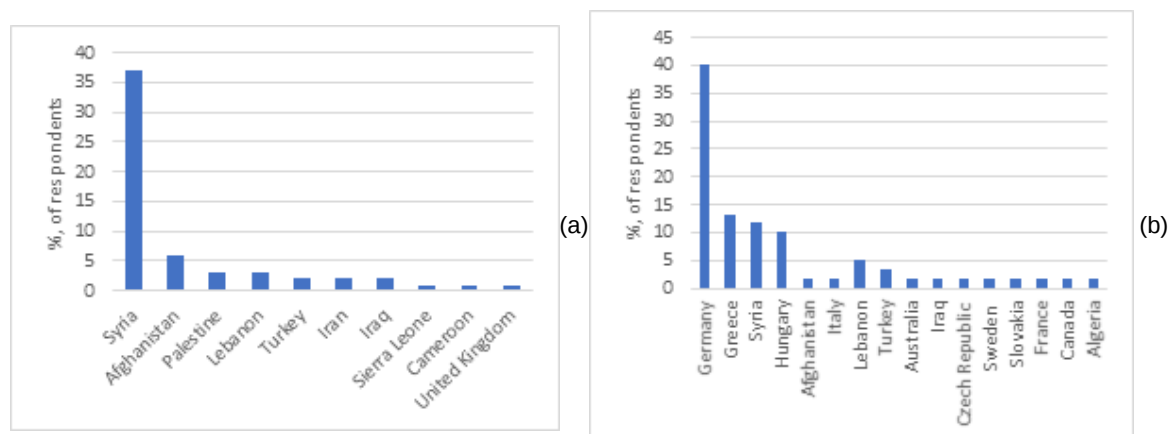 40
35
30
25
20
15
10
5
0
%, of respondents
Syria
Afghanistan
Palestine
Lebanon
Turkey
Iran
Iraq
Sierra Leone
Cameroon
United Kingdom
(a)
45
40
35
30
25
20
15
10
5
0
%, of respondents
Germany
Greece
Syria
Hungary
Afghanistan
Italy
Lebanon
Turkey
Australia
Iraq
Czech Republic
Sweden
Slovakia
France
Canada
Algeria
(b)